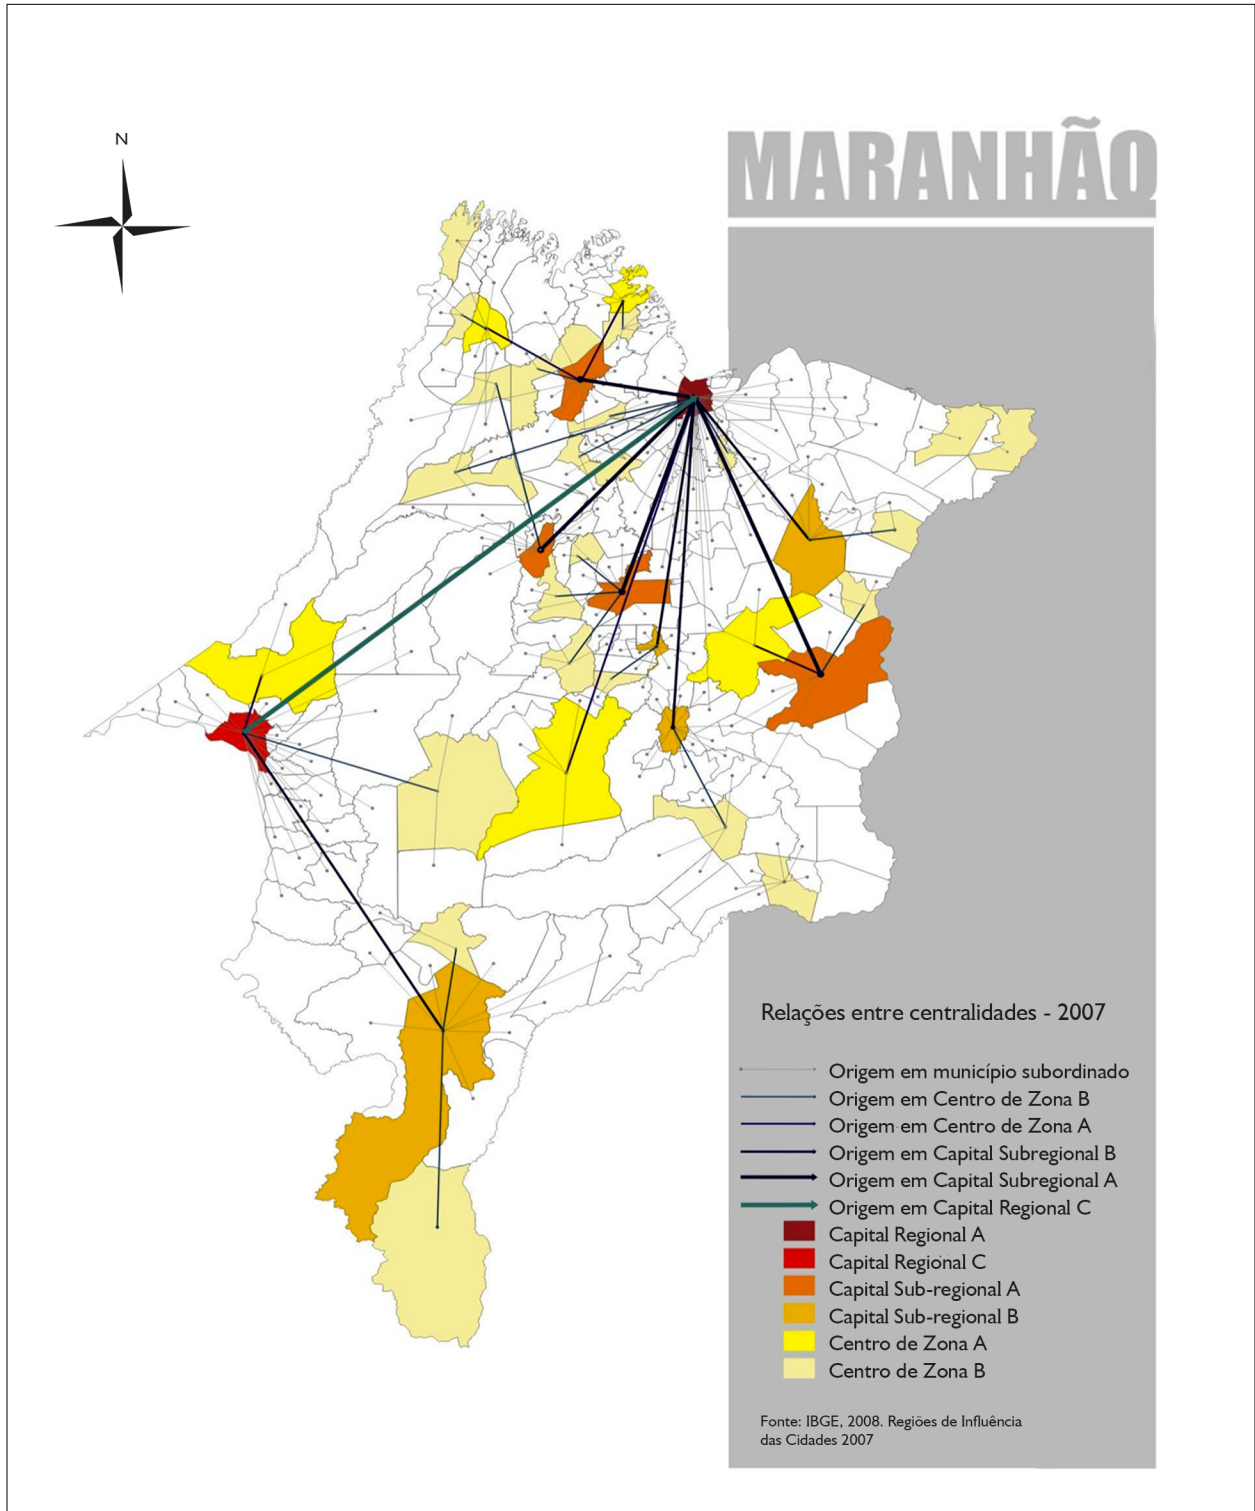 N
MARANHÃO
Relações entre centralidades - 2007
Origem em município subordinado
Origem em Centro de Zona B
Origem em Centro de Zona A
Origem em Capital Subregional B
Origem em Capital Subregional A
Origem em Capital Regional C
Capital Regional A
Capital Regional C
Capital Sub-regional A
Capital Sub-regional B
Centro de Zona A
Centro de Zona B
Fonte: IBGE, 2008. Regiões de Influência
das Cidades 2007